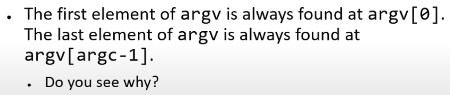 • The first element of argv is always found at argv[0].
The last element of argv is always found at
argv[argc-1].
• Do you see why?